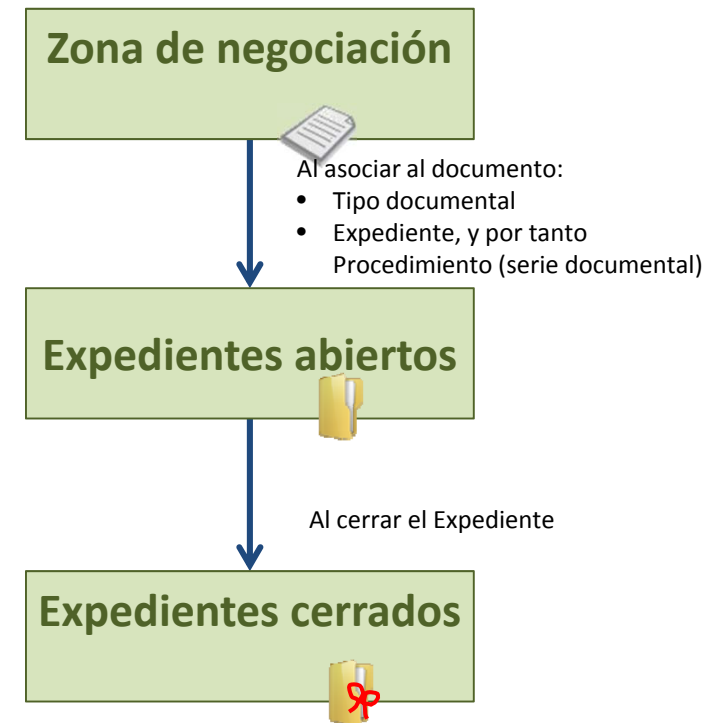 Zona de negociación
Al asociar al documento:
• Tipo documental
• Expediente, y por tanto
Procedimiento (serie documental)
Expedientes abiertos
Al cerrar el Expediente
Expedientes cerrados